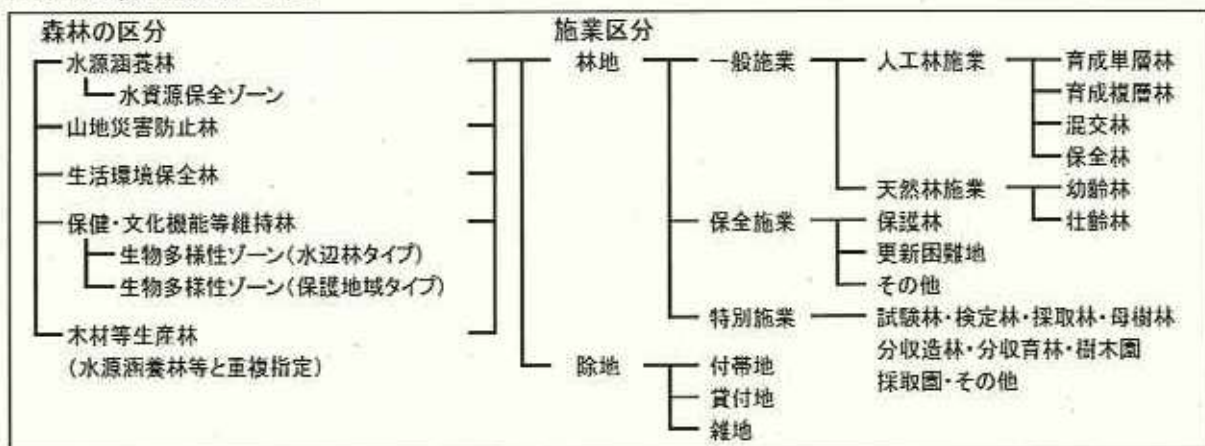 森林の区分
水源涵養林
水資源保全ゾーン
山地災害防止林
生活環境保全林
保健・文化機能等維持林
生物多様性ゾーン(水辺林タイプ)
生物多様性ゾーン(保護地域タイプ)
木材等生産林
(水源涵養林等と重複指定)
施業区分
林地
一般施業
人工林施業
育成単層林
育成複層林
混交林
保全林
天然林施業
幼齢林
壮齢林
保全施業
保護林
更新困難地
その他
特別施業
試験林・検定林・採取林・母樹林
分収造林・分収育林・樹木園
採取園・その他
除地
付帯地
貸付地
雑地